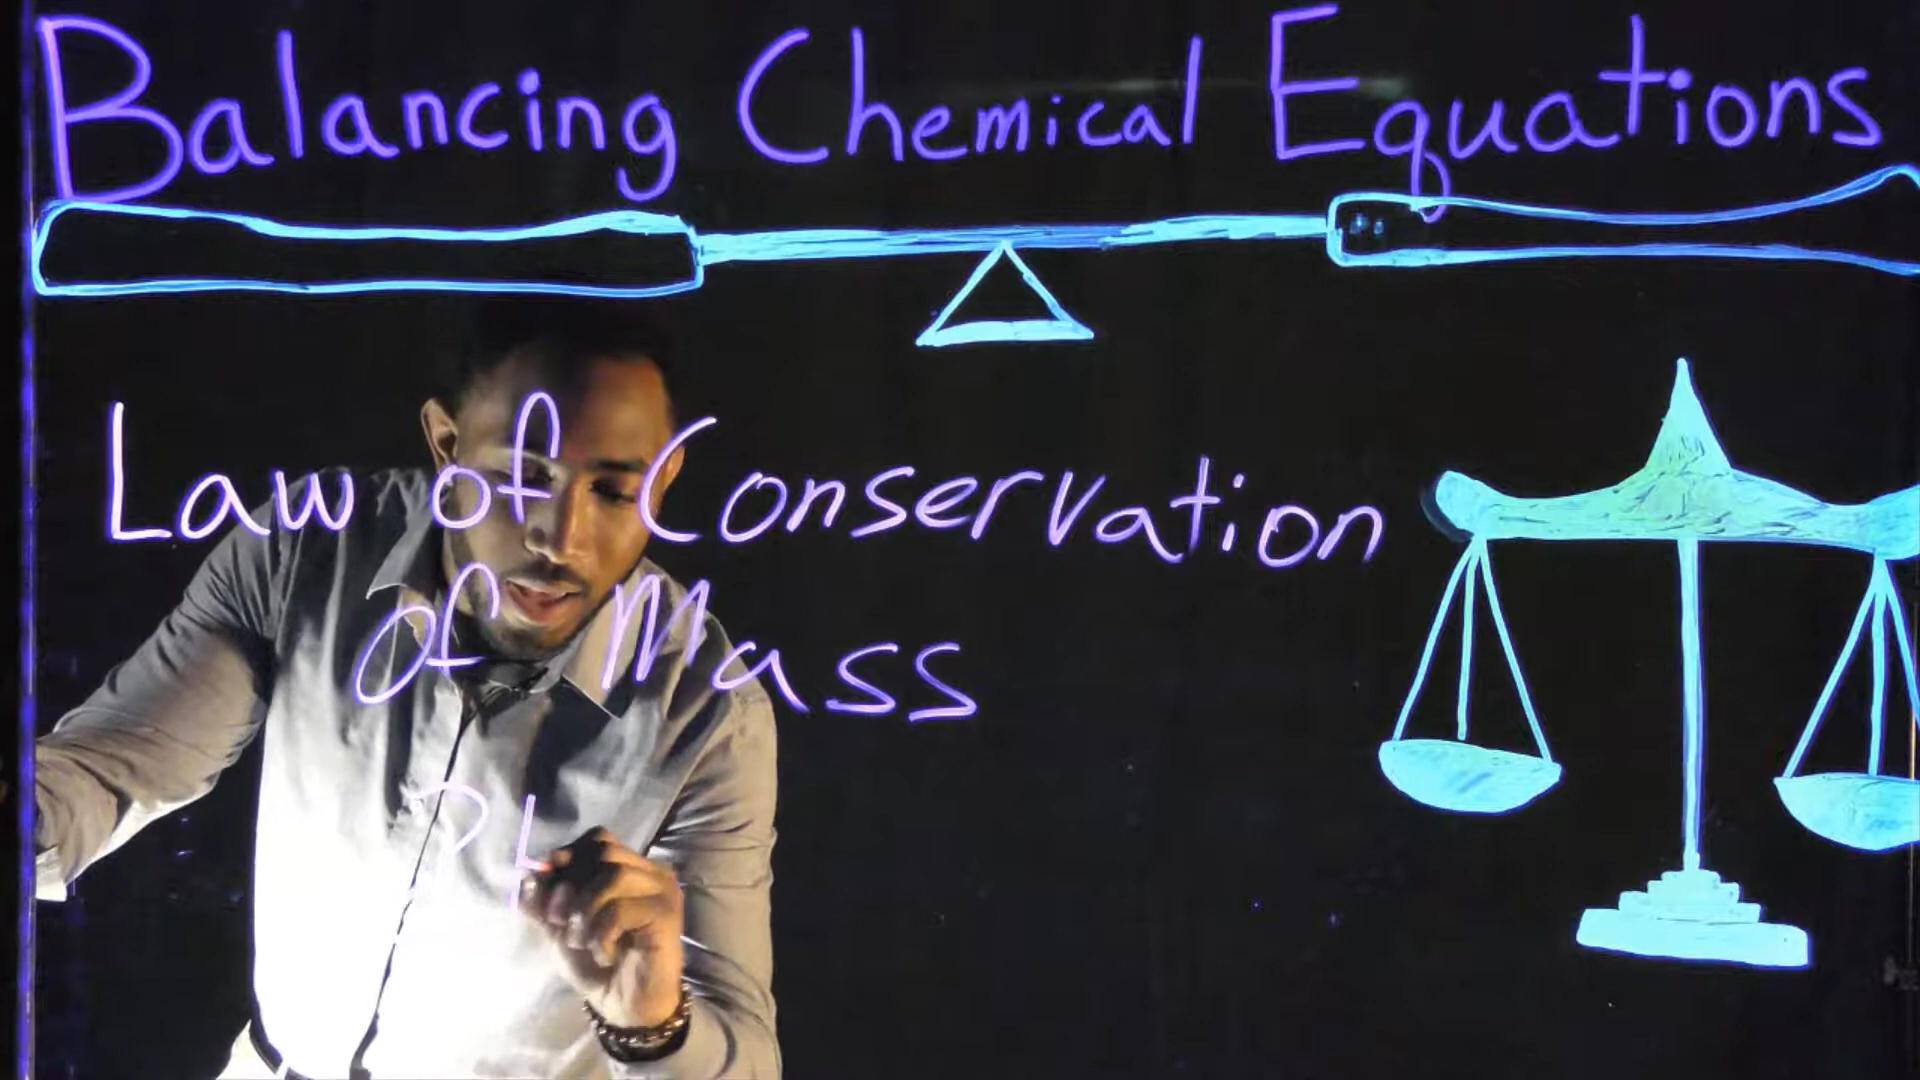 Balancing Chemical Equations
Law of Conservation
of Mass